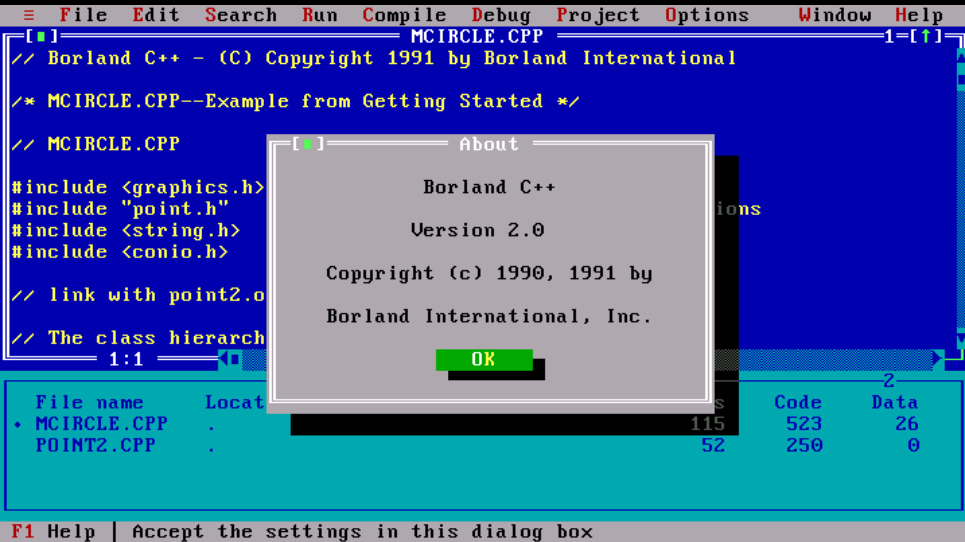 ≡ File Edit Search Run Compile Debug Project Options Window Help
[■] MCIRCLE.CPP 1=[↑]
// Borland C++ - (C) Copyright 1991 by Borland International
/* MCIRCLE.CPP--Example from Getting Started */
// MCIRCLE.CPP
#include <graphics.h>
#include "point.h" ions
#include <string.h>
#include <conio.h>
// link with point2.o
// The class hierarch
1:1
[■] About
Borland C++
Version 2.0
Copyright (c) 1990, 1991 by
Borland International, Inc.
OK
2
File name Locat s Code Data
• MCIRCLE.CPP . 115 523 26
POINT2.CPP . 52 250 0
F1 Help | Accept the settings in this dialog box